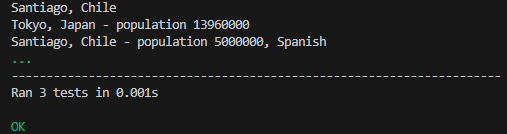 Santiago, Chile
Tokyo, Japan - population 13960000
Santiago, Chile - population 5000000, Spanish
...
----------------------------------------------------------------------
Ran 3 tests in 0.001s
OK